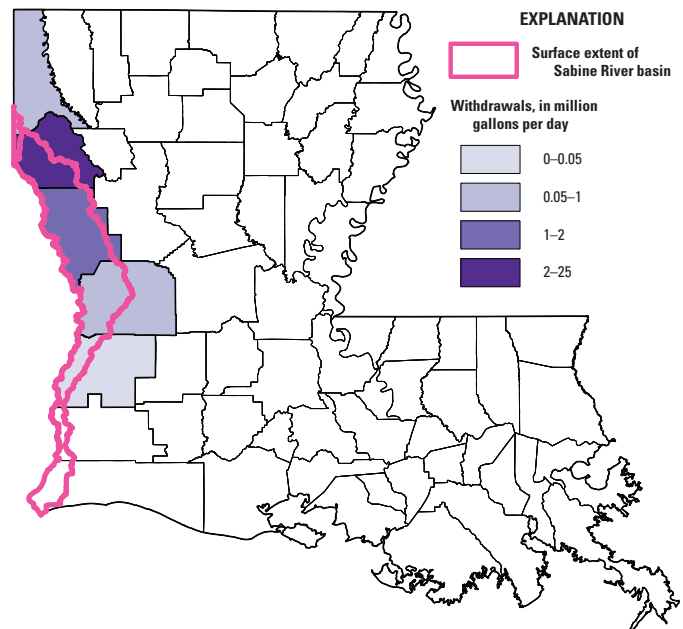 EXPLANATION
Surface extent of
Sabine River basin
Withdrawals, in million
gallons per day
0–0.05
0.05–1
1–2
2–25